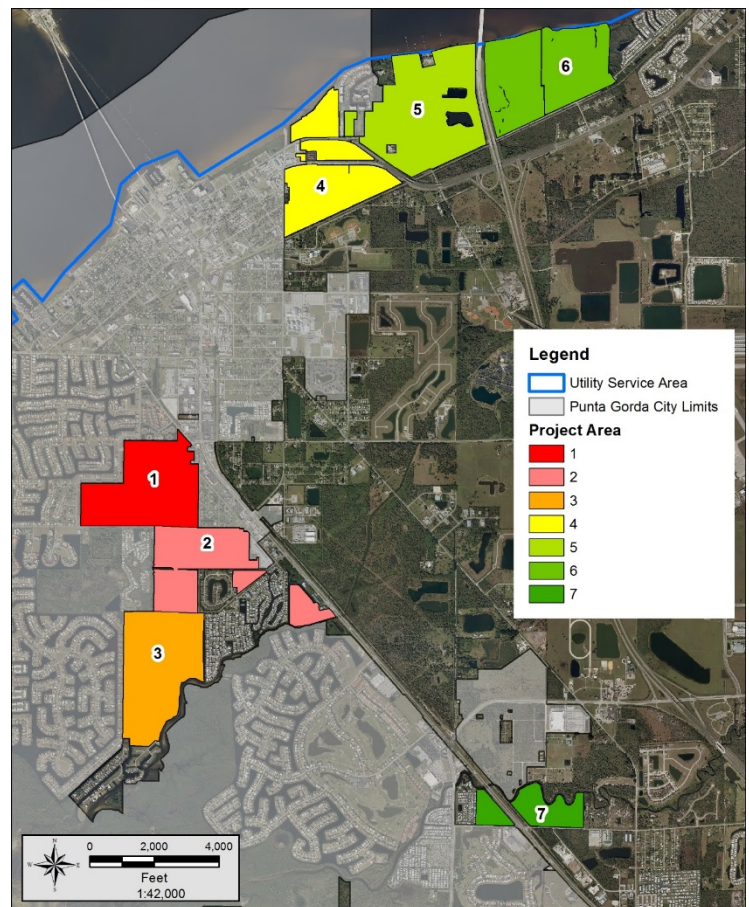 6
5
4
Legend
Utility Service Area
Punta Gorda City Limits
Project Area
1
2
3
4
5
6
7
1
2
3
7
N
W E
S
0 2,000 4,000
Feet
1:42,000